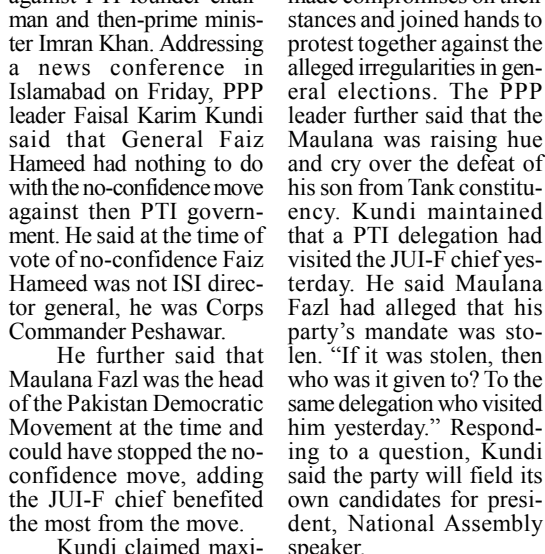 against PTI founder chair-
man and then-prime minis-
ter Imran Khan. Addressing
a news conference in
Islamabad on Friday, PPP
leader Faisal Karim Kundi
said that General Faiz
Hameed had nothing to do
with the no-confidence move
against then PTI govern-
ment. He said at the time of
vote of no-confidence Faiz
Hameed was not ISI direc-
tor general, he was Corps
Commander Peshawar.
He further said that
Maulana Fazl was the head
of the Pakistan Democratic
Movement at the time and
could have stopped the no-
confidence move, adding
the JUI-F chief benefited
the most from the move.
Kundi claimed maxi-
made compromises on their
stances and joined hands to
protest together against the
alleged irregularities in gen-
eral elections. The PPP
leader further said that the
Maulana was raising hue
and cry over the defeat of
his son from Tank constitu-
ency. Kundi maintained
that a PTI delegation had
visited the JUI-F chief yes-
terday. He said Maulana
Fazl had alleged that his
party's mandate was sto-
len. "If it was stolen, then
who was it given to? To the
same delegation who visited
him yesterday." Respond-
ing to a question, Kundi
said the party will field its
own candidates for presi-
dent, National Assembly
speaker.